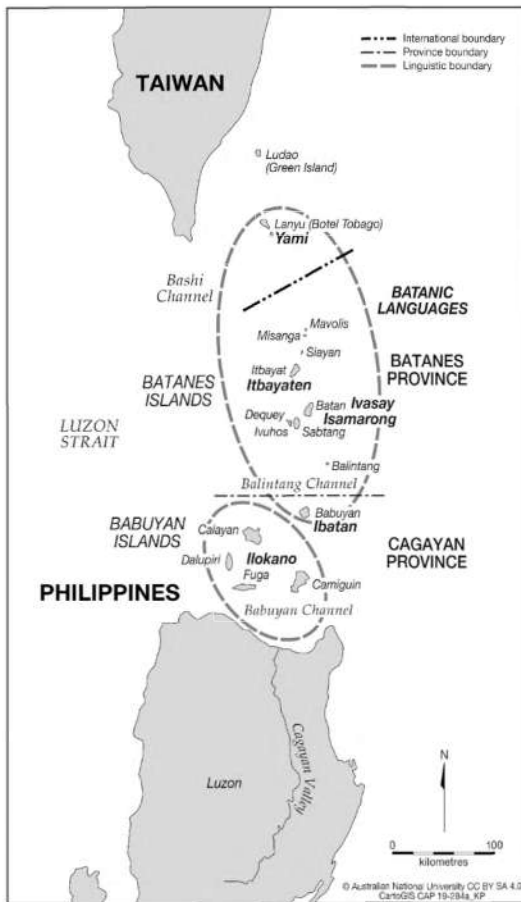 International boundary
Province boundary
Linguistic boundary
TAIWAN
Ludao
(Green Island)
Lanyu (Botel Tobago)
Yami
Bashi
Channel
BATANIC
LANGUAGES
Mavolis
Misanga
Siayan
Itbayat
Itbayaten
BATANES
PROVINCE
BATANES
ISLANDS
Batan Ivasay
Isamarong
Dequey
Ivuhos
Sabtang
LUZON
STRAIT
Balintang
Balintang Channel
Babuyan
Ibatan
BABUYAN
ISLANDS
Calayan
CAGAYAN
PROVINCE
Ilokano
Dalupiri
Fuga
Camiguin
PHILIPPINES
Babuyan Channel
Cagayan Valley
Luzon
N
0 100
kilometres
© Australian National University CC BY SA 4.0
CartoGIS CAP 19-284a_KP